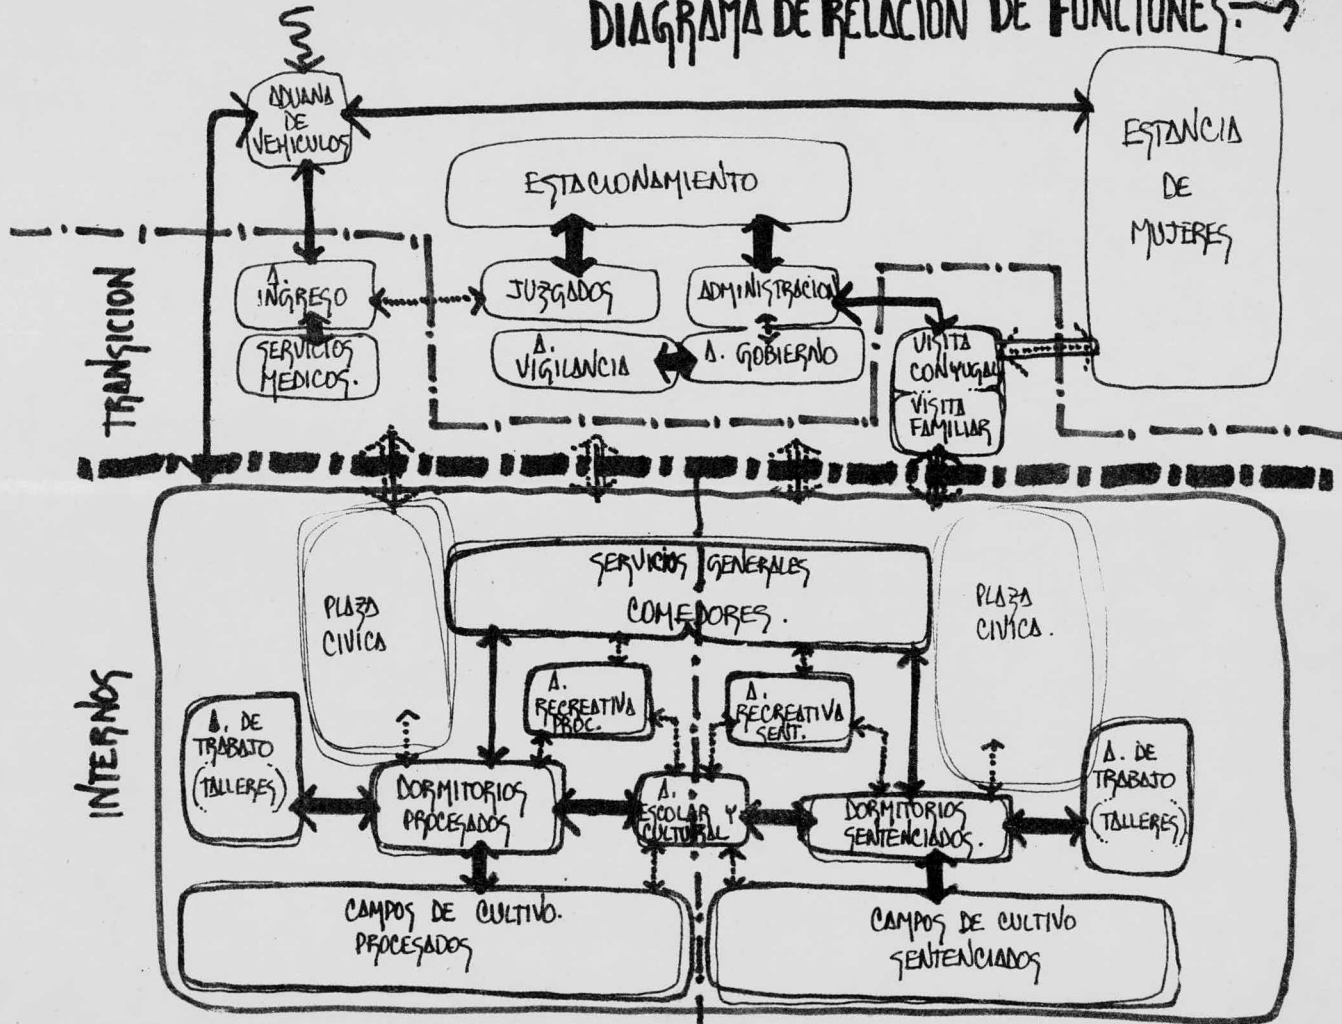 DIAGRAMA DE RELACION DE FUNCIONES.
ADUANA
DE
VEHICULOS
ESTANCIA
DE
MUJERES
ESTACIONAMIENTO
TRANSICION
A.
INGRESO
JUZGADOS
ADMINISTRACION
SERVICIOS
MEDICOS.
A.
VIGILANCIA
A. GOBIERNO
VISITA
CONYUGAL
VISITA
FAMILIAR
INTERNOS
PLAZA
CIVICA
SERVICIOS GENERALES
COMEDORES.
PLAZA
CIVICA.
A.
RECREATIVA
PROC.
A.
RECREATIVA
SENT.
A. DE
TRABAJO
(TALLERES)
DORMITORIOS
PROCESADOS
A.
ESCOLAR Y
CULTURAL
DORMITORIOS
SENTENCIADOS.
A. DE
TRABAJO
(TALLERES)
CAMPOS DE CULTIVO.
PROCESADOS
CAMPOS DE CULTIVO
SENTENCIADOS